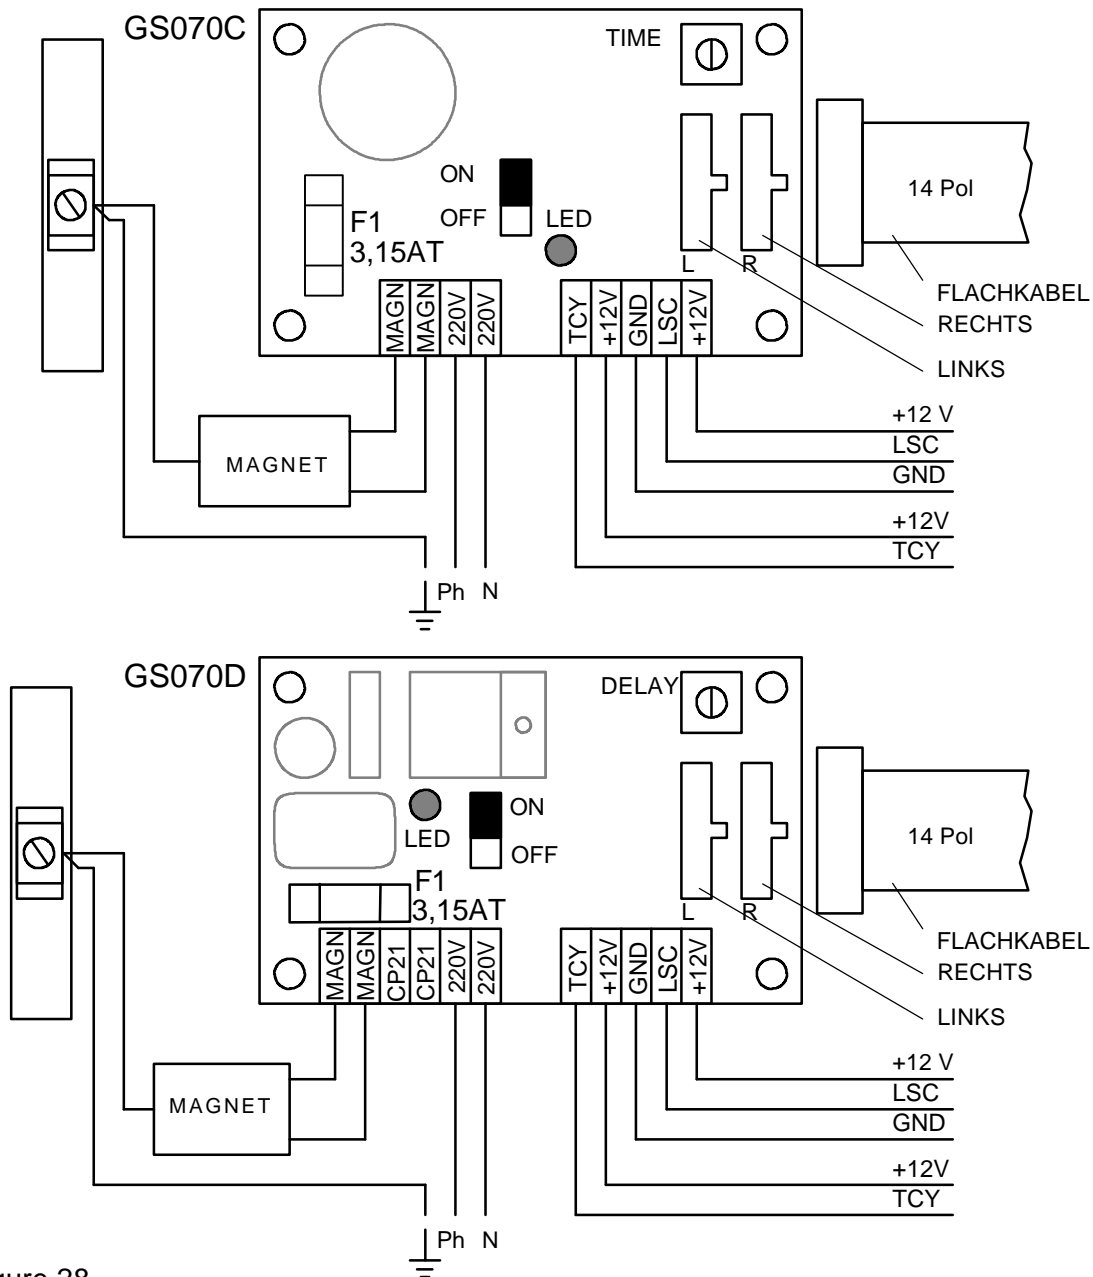 GS070C
TIME
ON
OFF
LED
F1
3,15AT
14 Pol
L
R
MAGN
MAGN
220V
220V
TCY
+12V
GND
LSC
+12V
FLACHKABEL
RECHTS
LINKS
MAGNET
+12 V
LSC
GND
+12V
TCY
Ph
N
GS070D
DELAY
ON
OFF
LED
F1
3,15AT
14 Pol
L
R
MAGN
MAGN
CP21
CP21
220V
220V
TCY
+12V
GND
LSC
+12V
FLACHKABEL
RECHTS
LINKS
MAGNET
+12 V
LSC
GND
+12V
TCY
Ph
N